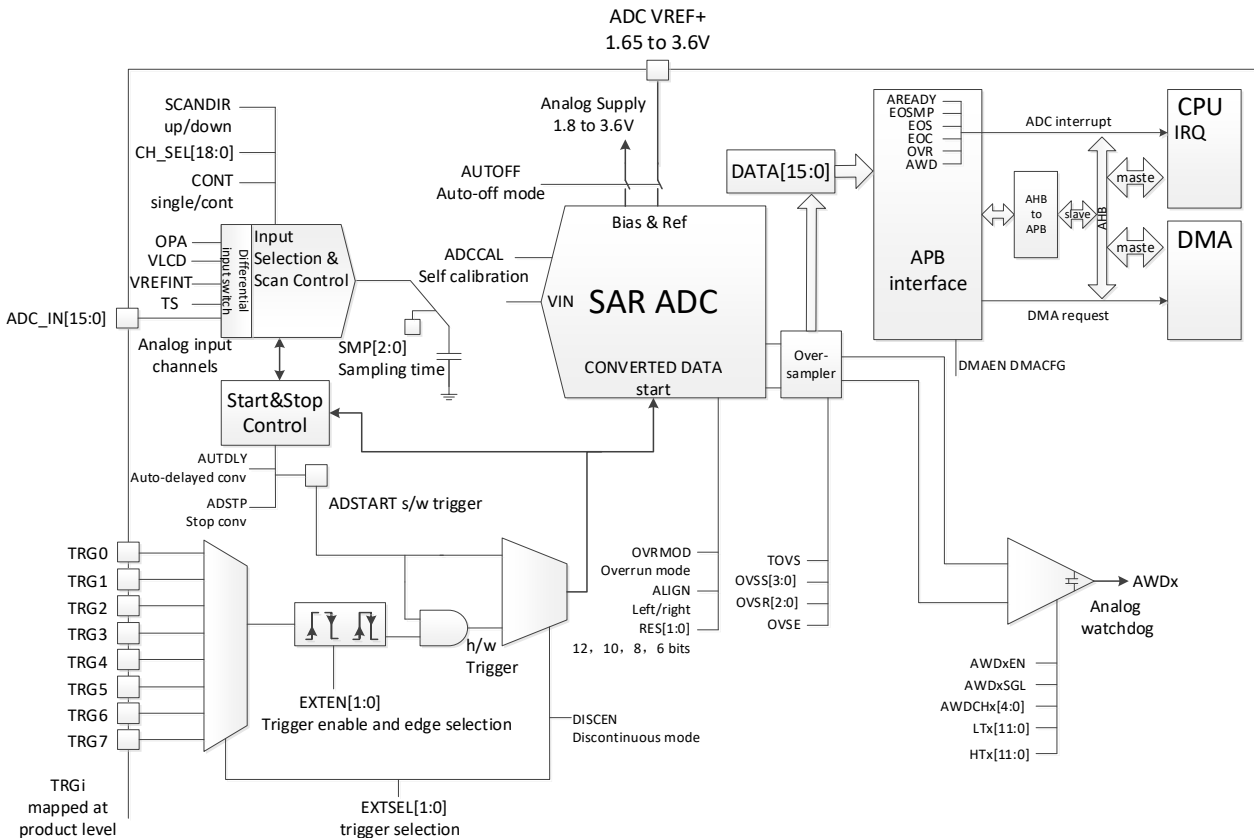 ADC VREF+
1.65 to 3.6V
SCANDIR
up/down
CH_SEL[18:0]
CONT
single/cont
OPA
VLCD
VREFINT
TS
ADC_IN[15:0]
Analog input
channels
Differential
input switch
Input
Selection &
Scan Control
SMP[2:0]
Sampling time
Analog Supply
1.8 to 3.6V
AUTOFF
Auto-off mode
ADCCAL
Self calibration
Bias & Ref
VIN
SAR ADC
CONVERTED DATA
start
DATA[15:0]
Over-
sampler
AREADY
EOSMP
EOS
EOC
OVR
AWD
APB
interface
ADC interrupt
AHB
to
APB
slave
AHB
maste
maste
CPU
IRQ
DMA
DMA request
DMAEN DMACFG
Start&Stop
Control
AUTDLY
Auto-delayed conv
ADSTP
Stop conv
ADSTART s/w trigger
TRG0
TRG1
TRG2
TRG3
TRG4
TRG5
TRG6
TRG7
TRGi
mapped at
product level
EXTEN[1:0]
Trigger enable and edge selection
h/w
Trigger
DISCEN
Discontinuous mode
EXTSEL[1:0]
trigger selection
OVRMOD
Overrun mode
ALIGN
Left/right
RES[1:0]
12，10，8，6 bits
TOVS
OVSS[3:0]
OVSR[2:0]
OVSE
AWDx
Analog
watchdog
AWDxEN
AWDxSGL
AWDCHx[4:0]
LTx[11:0]
HTx[11:0]